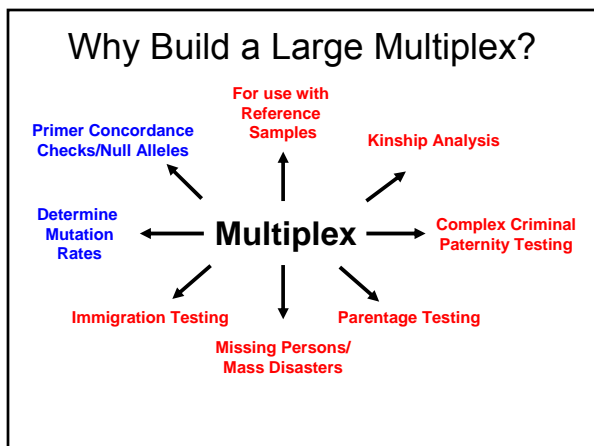 Why Build a Large Multiplex?
For use with
Reference
Samples
Primer Concordance
Checks/Null Alleles
Kinship Analysis
Determine
Mutation
Rates
Multiplex
Complex Criminal
Paternity Testing
Immigration Testing
Parentage Testing
Missing Persons/
Mass Disasters